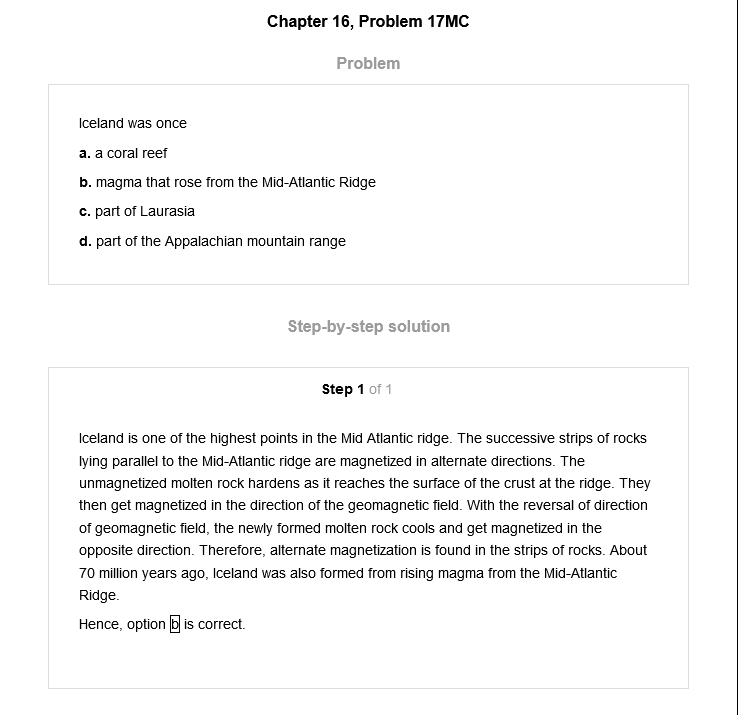 Chapter 16, Problem 17MC
Problem
Iceland was once
a. a coral reef
b. magma that rose from the Mid-Atlantic Ridge
c. part of Laurasia
d. part of the Appalachian mountain range
Step-by-step solution
Step 1 of 1
Iceland is one of the highest points in the Mid Atlantic ridge. The successive strips of rocks
lying parallel to the Mid-Atlantic ridge are magnetized in alternate directions. The
unmagnetized molten rock hardens as it reaches the surface of the crust at the ridge. They
then get magnetized in the direction of the geomagnetic field. With the reversal of direction
of geomagnetic field, the newly formed molten rock cools and get magnetized in the
opposite direction. Therefore, alternate magnetization is found in the strips of rocks. About
70 million years ago, Iceland was also formed from rising magma from the Mid-Atlantic
Ridge.
Hence, option b is correct.